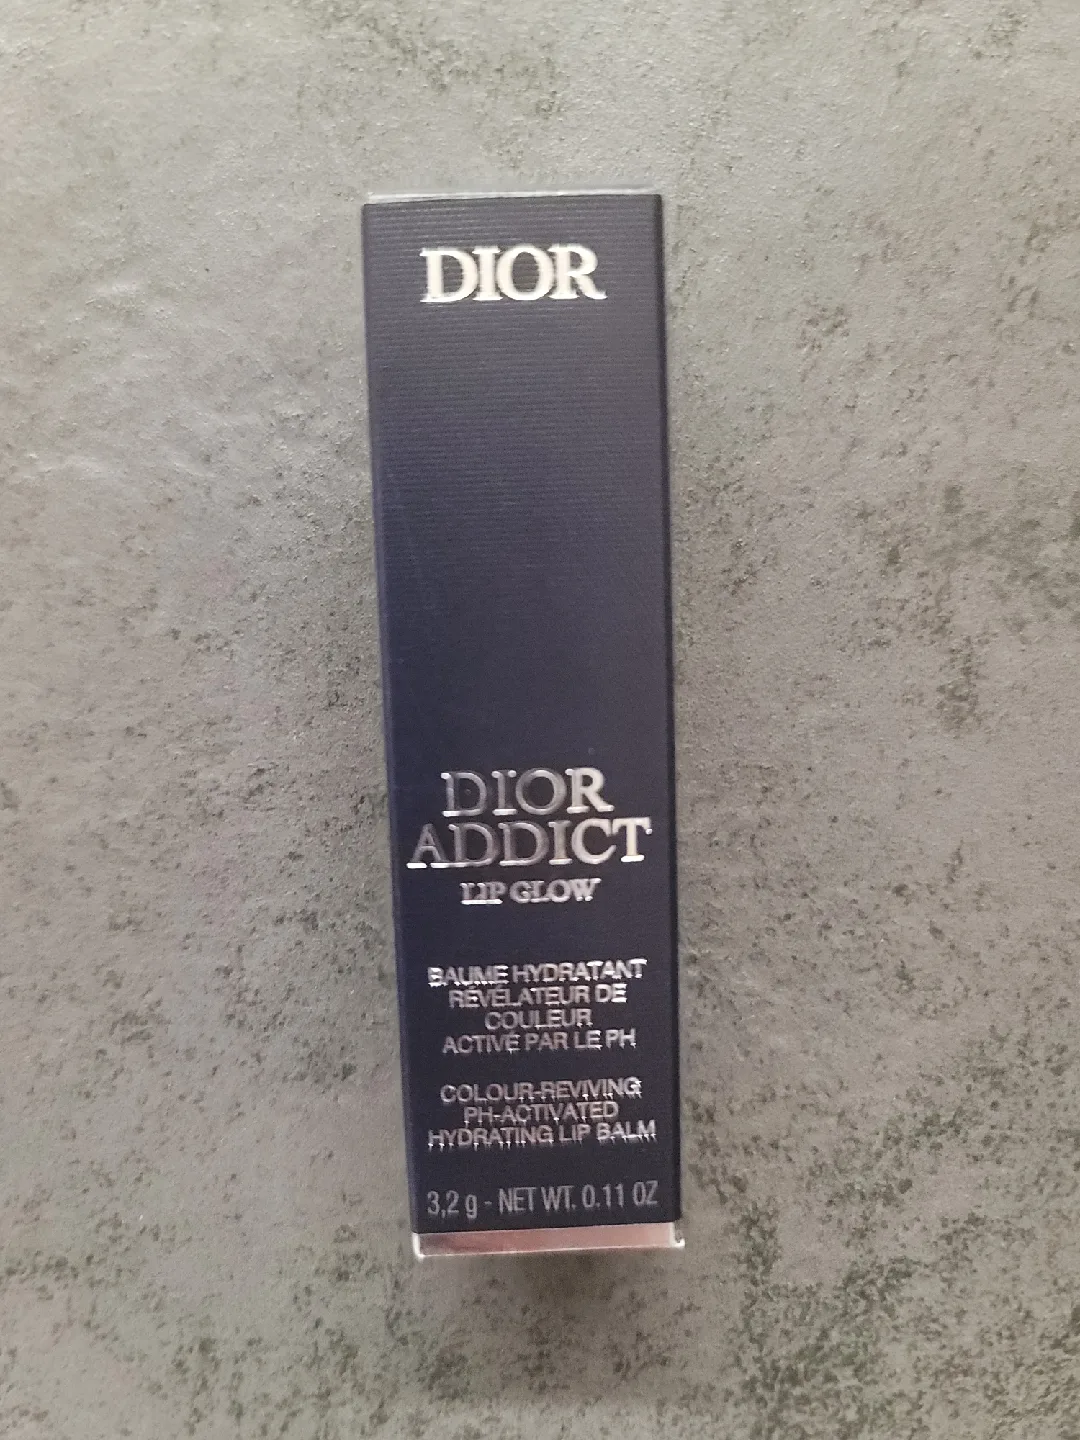 DIOR
DIOR
ADDICT
LIP GLOW
BAUME HYDRATANT
RÉVÉLATEUR DE
COULEUR
ACTIVÉ PAR LE PH
COLOUR-REVIVING
PH-ACTIVATED
HYDRATING LIP BALM
3,2 g - NET WT. 0.11 OZ